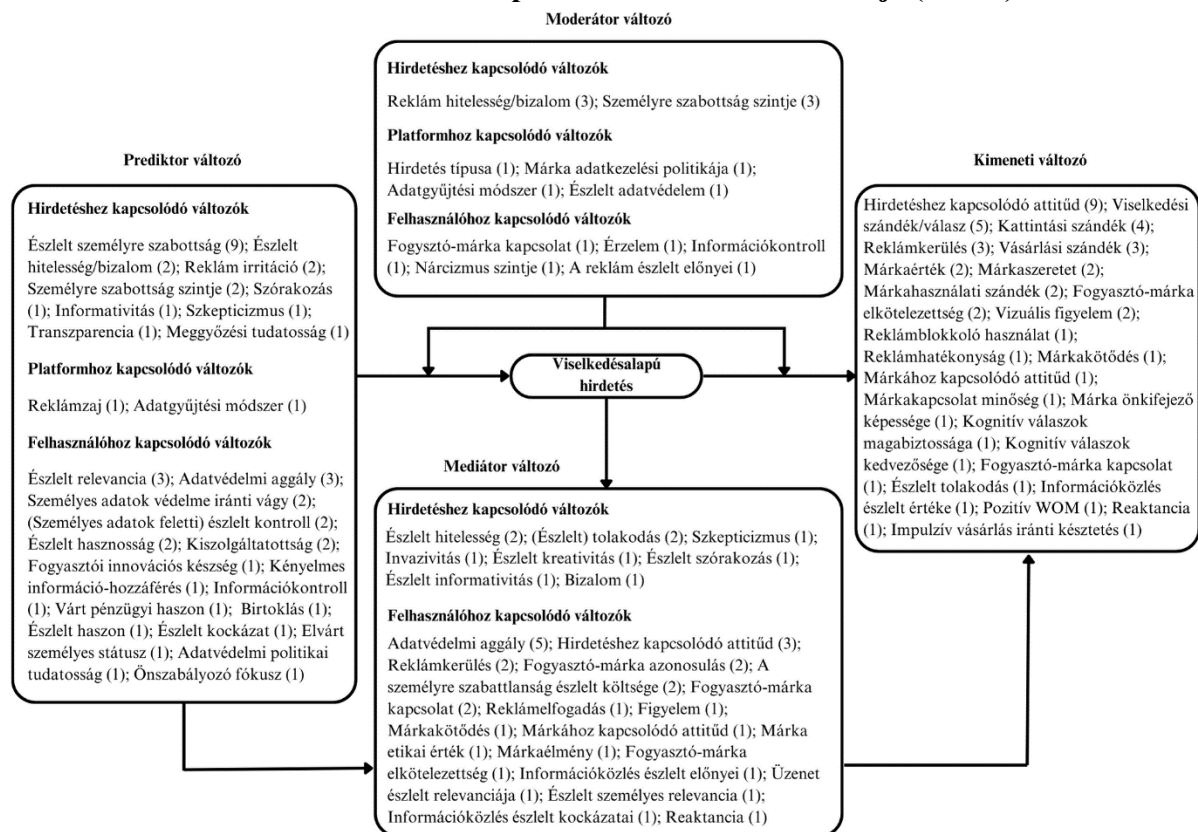 Moderátor változó
Hirdetéshez kapcsolódó változók
Reklám hitelesség/bizalom (3); Személyre szabottság szintje (3)
Platformhoz kapcsolódó változók
Hirdetés típusa (1); Márka adatkezelési politikája (1);
Adatgyűjtési módszer (1); Észlelt adatvédelem (1)
Felhasználóhoz kapcsolódó változók
Fogysztó-márka kapcsolat (1); Érzelem (1); Információkontroll
(1); Nárcizmus szintje (1); A reklám észlelt előnyei (1)
Prediktor változó
Hirdetéshez kapcsolódó változók
Észlelt személyre szabottság (9); Észlelt
hitelesség/bizalom (2); Reklám irritáció (2);
Személyre szabottság szintje (2); Szórakozás
(1); Informativitás (1); Szkepticizmus (1);
Transzparencia (1); Meggyőzési tudatosság (1)
Platformhoz kapcsolódó változók
Reklámzaj (1); Adatgyűjtési módszer (1)
Felhasználóhoz kapcsolódó változók
Észlelt relevancia (3); Adatvédelmi aggály (3);
Személyes adatok védelme iránti vágy (2);
(Személyes adatok feletti) észlelt kontroll (2);
Észlelt hasznosság (2); Kiszolgáltatottság (2);
Fogyasztói innovációs készség (1); Kényelmes
információ-hozzáférés (1); Információkontroll
(1); Várt pénzügyi haszon (1); Birtoklás (1);
Észlelt haszon (1); Észlelt kockázat (1); Elvárt
személyes státusz (1); Adatvédelmi politikai
tudatosság (1); Önszabályozó fókusz (1)
Viselkedésalapú
hirdetés
Mediátor változó
Hirdetéshez kapcsolódó változók
Észlelt hitelesség (2); (Észlelt) tolakodás (2); Szkepticizmus (1);
Invazivitás (1); Észlelt kreativitás (1); Észlelt szórakozás (1);
Észlelt informativitás (1); Bizalom (1)
Felhasználóhoz kapcsolódó változók
Adatvédelmi aggály (5); Hirdetéshez kapcsolódó attitűd (3);
Reklámkerülés (2); Fogyasztó-márka azonosulás (2); A
személyre szabattlanság észlelt költsége (2); Fogyasztó-márka
kapcsolat (2); Reklámelfogadás (1); Figyelem (1);
Márkakötődés (1); Márkához kapcsolódó attitűd (1); Márka
etikai érték (1); Márkaélmény (1); Fogyasztó-márka
elkötelezettség (1); Információközlés észlelt előnyei (1); Üzenet
észlelt relevanciája (1); Észlelt személyes relevancia (1);
Információközlés észlelt kockázatai (1); Reaktancia (1)
Kimeneti változó
Hirdetéshez kapcsolódó attitűd (9); Viselkedési
szándék/válasz (5); Kattintási szándék (4);
Reklámkerülés (3); Vásárlási szándék (3);
Márkaérték (2); Márkaszeretet (2);
Márkahasználati szándék (2); Fogyasztó-márka
elkötelezettség (2); Vizuális figyelem (2);
Reklámblokkoló használat (1);
Reklámhatékonyság (1); Márkakötődés (1);
Márkához kapcsolódó attitűd (1);
Márkakapcsolat minőség (1); Márka önkifejező
képessége (1); Kognitív válaszok
magabiztossága (1); Kognitív válaszok
kedvezősége (1); Fogyasztó-márka kapcsolat
(1); Észlelt tolakodás (1); Információközlés
észlelt értéke (1); Pozitív WOM (1); Reaktancia
(1); Impulzív vásárlás iránti késztetés (1)